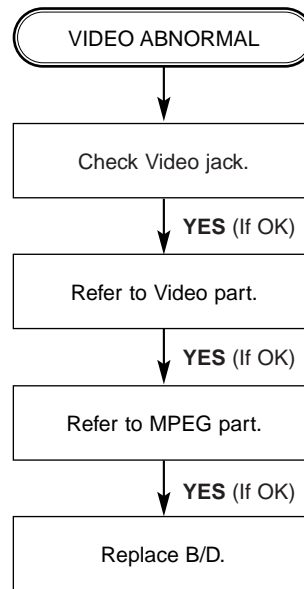 VIDEO ABNORMAL
Check Video jack.
YES (If OK)
Refer to Video part.
YES (If OK)
Refer to MPEG part.
YES (If OK)
Replace B/D.